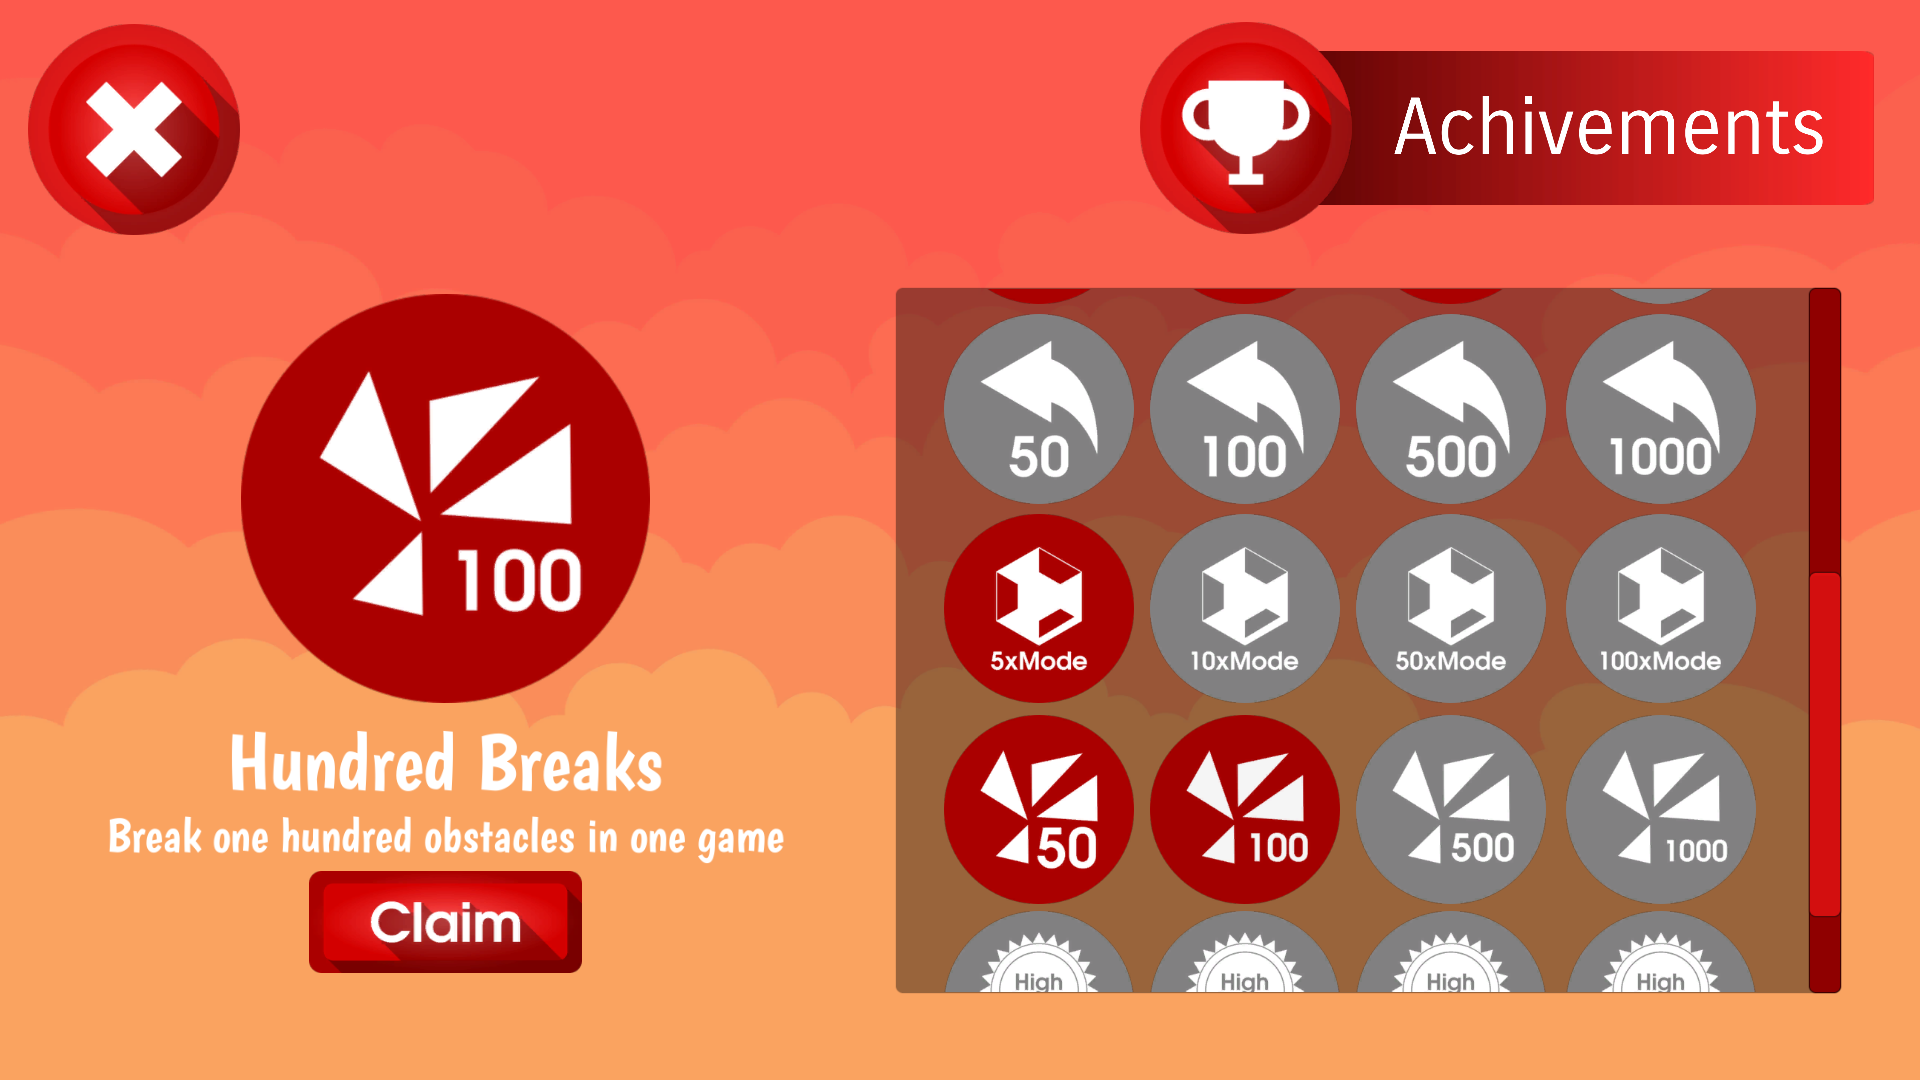 Achivements
100
Hundred Breaks
Break one hundred obstacles in one game
Claim
50 100 500 1000
5xMode 10xMode 50xMode 100xMode
50 100 500 1000
High High High High